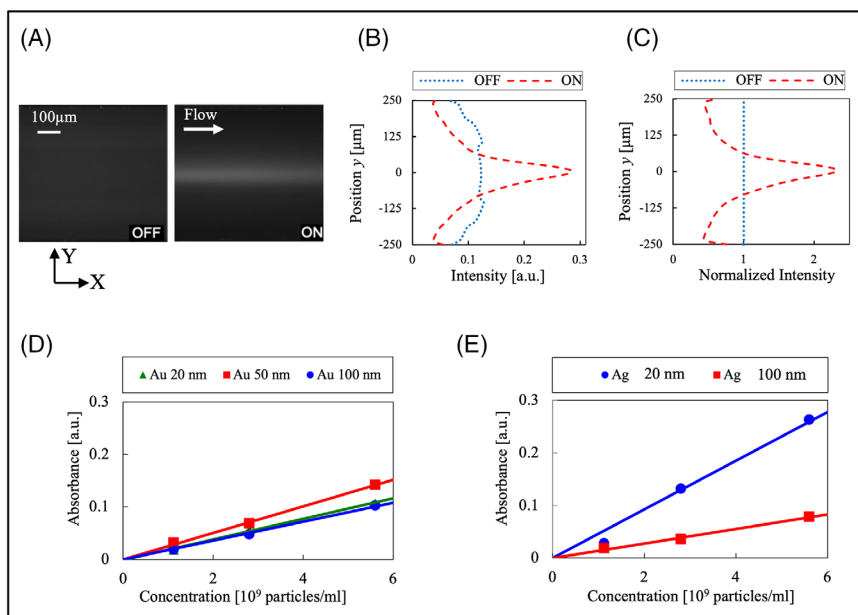 (A)
100µm
OFF
Flow
ON
Y
X
(B)
OFF ON
250
125
0
-125
-250
Position y [µm]
0 0.1 0.2 0.3
Intensity [a.u.]
(C)
OFF ON
250
125
0
-125
-250
Position y [µm]
0 1 2
Normalized Intensity
(D)
Au 20 nm Au 50 nm Au 100 nm
0.3
0.2
0.1
0
Absorbance [a.u.]
0 2 4 6
Concentration [10⁹ particles/ml]
(E)
Ag 20 nm Ag 100 nm
0.3
0.2
0.1
0
Absorbance [a.u.]
0 2 4 6
Concentration [10⁹ particles/ml]